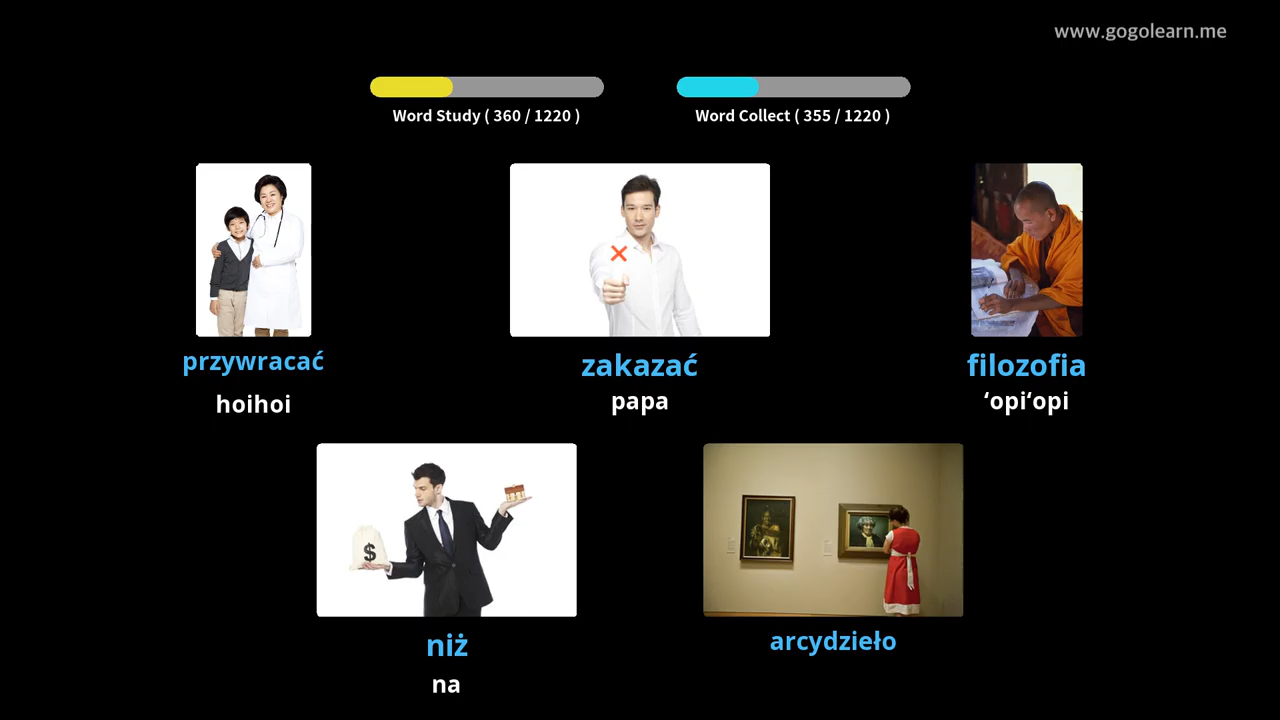 www.gogolearn.me
Word Study ( 360 / 1220 )
Word Collect ( 355 / 1220 )
przywracać
hoihoi
zakazać
papa
filozofia
ʻopiʻopi
niż
na
arcydzieło
$